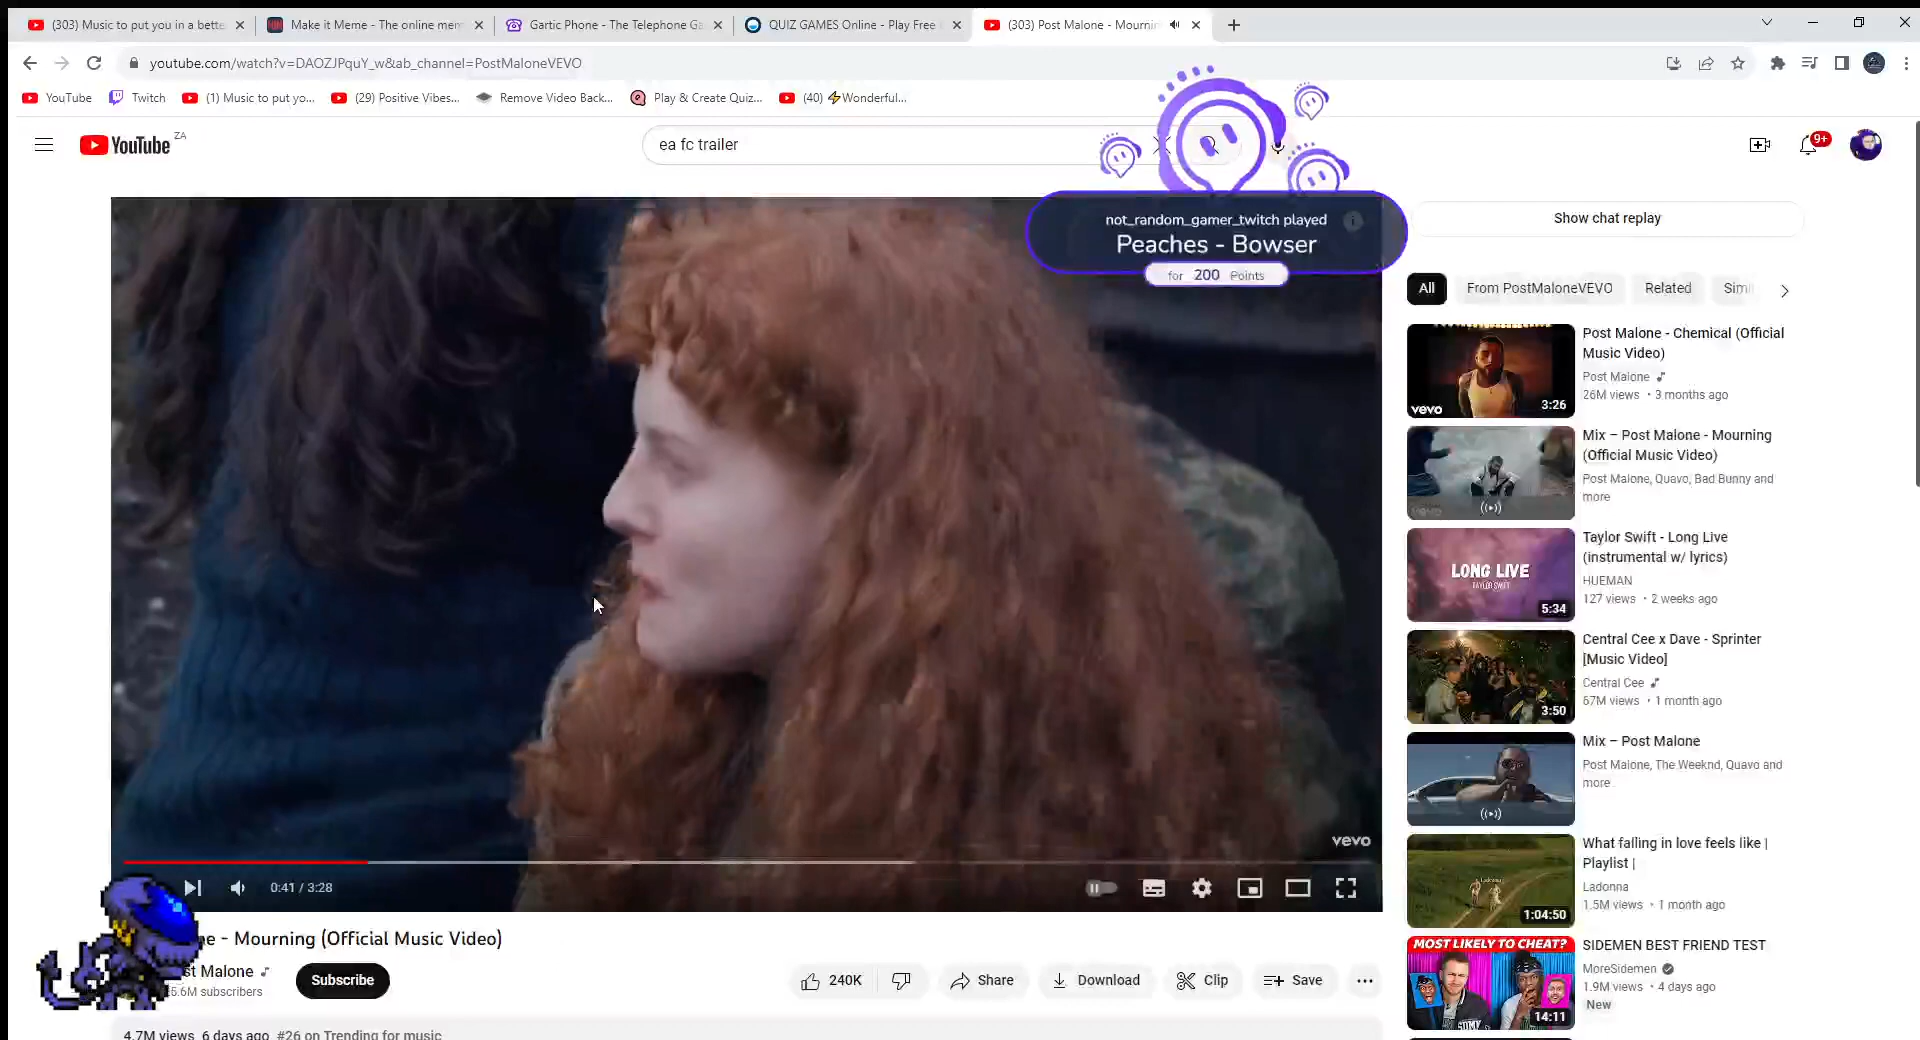 (303) Music to put you in a bette
Make it Meme - The online mem
Gartic Phone - The Telephone Ga
QUIZ GAMES Online - Play Free
(303) Post Malone - Mournin
youtube.com/watch?v=DAOZJPquY_w&ab_channel=PostMaloneVEVO
YouTube
Twitch
(1) Music to put yo...
(29) Positive Vibes...
Remove Video Back...
Play & Create Quiz...
(40) ⚡Wonderful...
YouTube
ZA
ea fc trailer
9+
not_random_gamer_twitch played
Peaches - Bowser
for 200 Points
Show chat replay
All
From PostMaloneVEVO
Related
Simi
Post Malone - Chemical (Official
Music Video)
Post Malone
26M views • 3 months ago
vevo
3:26
Mix – Post Malone - Mourning
(Official Music Video)
Post Malone, Quavo, Bad Bunny and
more
Taylor Swift - Long Live
(instrumental w/ lyrics)
HUEMAN
127 views • 2 weeks ago
LONG LIVE
TAYLOR SWIFT
5:34
Central Cee x Dave - Sprinter
[Music Video]
Central Cee
67M views • 1 month ago
3:50
Mix – Post Malone
Post Malone, The Weeknd, Quavo and
more
What falling in love feels like |
Playlist |
Ladonna
1.5M views • 1 month ago
1:04:50
MOST LIKELY TO CHEAT?
SIDEMEN BEST FRIEND TEST
MoreSidemen
1.9M views • 4 days ago
New
14:11
vevo
0:41 / 3:28
ne - Mourning (Official Music Video)
st Malone
5.6M subscribers
Subscribe
240K
Share
Download
Clip
Save
4.7M views 6 days ago #26 on Trending for music